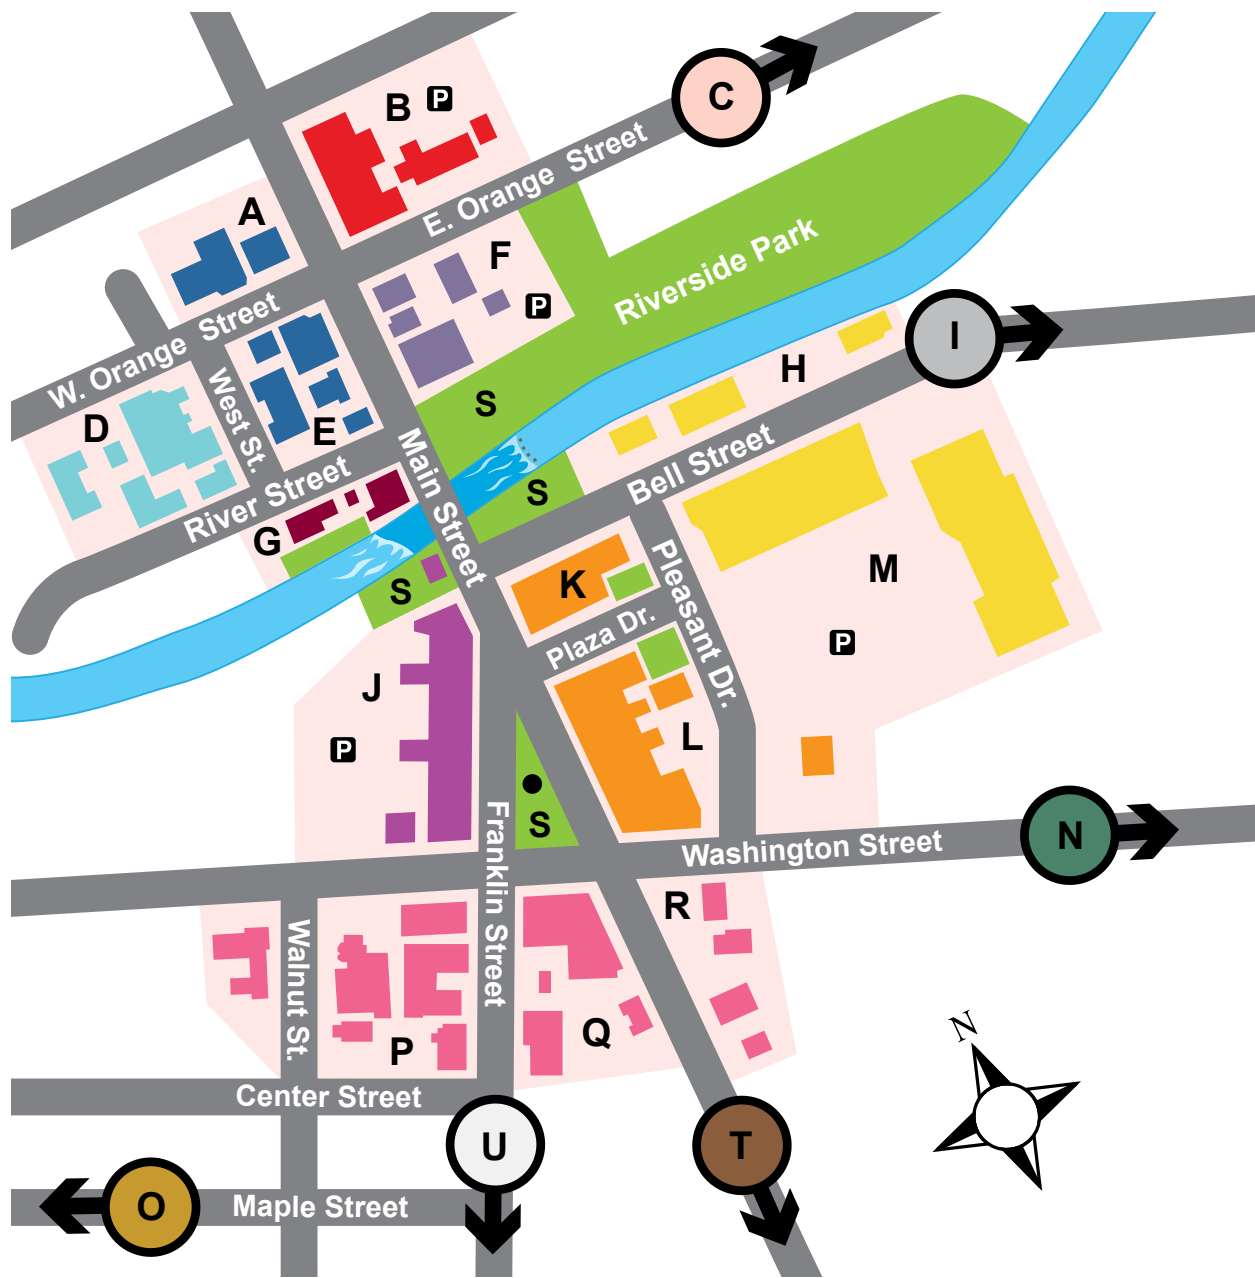 C
B
P
E. Orange Street
A
F
P
Riverside Park
W. Orange Street
I
West St.
H
D
E
S
Main Street
Bell Street
River Street
S
G
M
S
K
Pleasant Dr.
Plaza Dr.
P
J
L
P
S
Franklin Street
Washington Street
N
R
Walnut St.
Q
P
N
Center Street
U
T
O
Maple Street